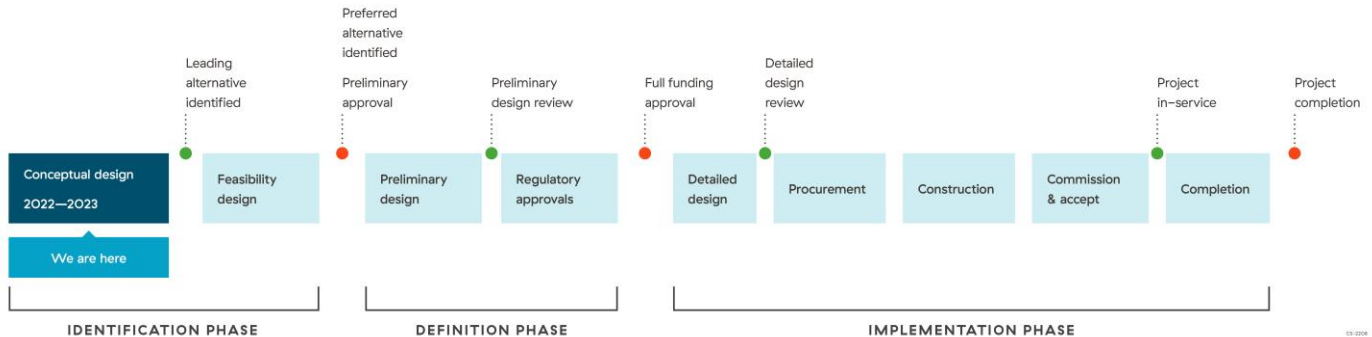 Preferred
alternative
identified
Leading
alternative
identified
Preliminary
approval
Preliminary
design review
Full funding
approval
Detailed
design
review
Project
in-service
Project
completion
Conceptual design
2022—2023
Feasibility
design
Preliminary
design
Regulatory
approvals
Detailed
design
Procurement
Construction
Commission
& accept
Completion
We are here
IDENTIFICATION PHASE
DEFINITION PHASE
IMPLEMENTATION PHASE